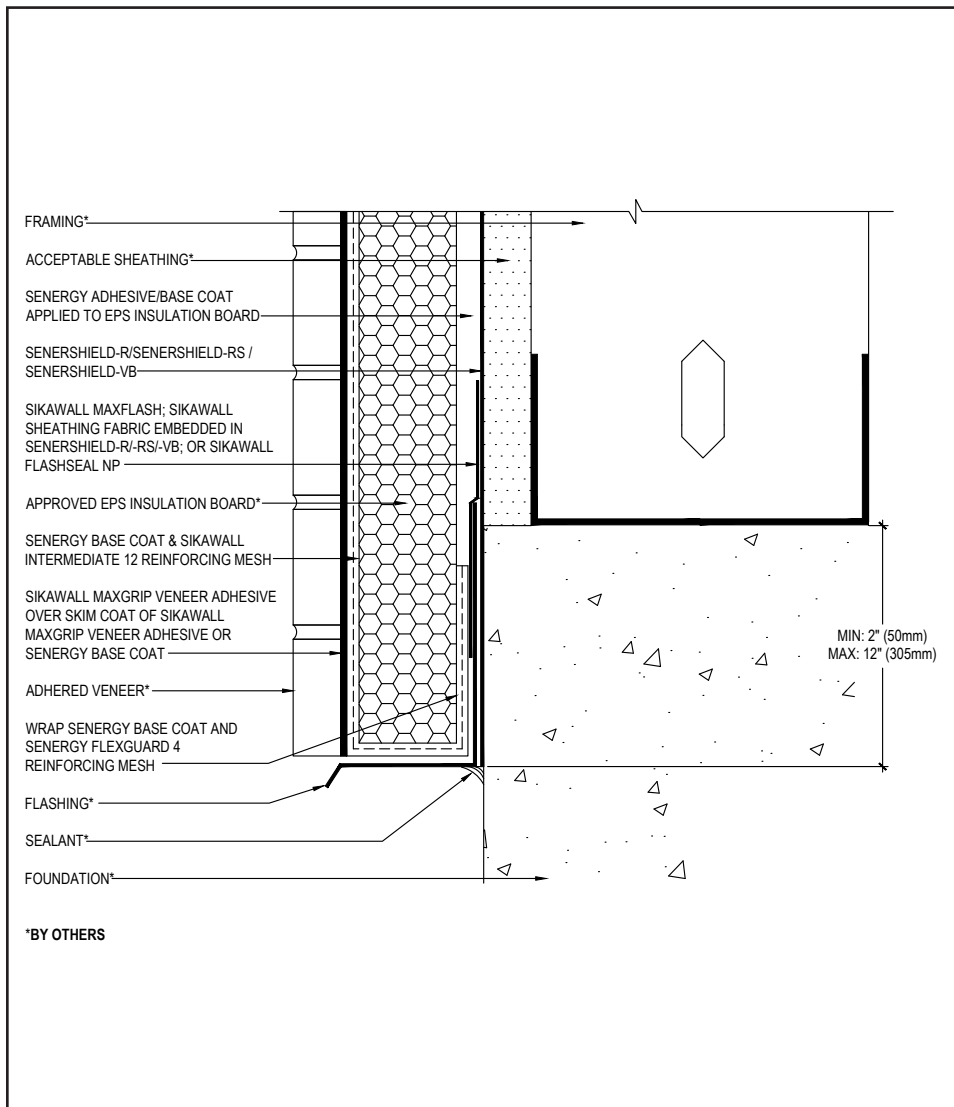 FRAMING*
ACCEPTABLE SHEATHING*
SENERGY ADHESIVE/BASE COAT
APPLIED TO EPS INSULATION BOARD
SENERSHIELD-R/SENERSHIELD-RS /
SENERSHIELD-VB
SIKAWALL MAXFLASH; SIKAWALL
SHEATHING FABRIC EMBEDDED IN
SENERSHIELD-R/-RS/-VB; OR SIKAWALL
FLASHSEAL NP
APPROVED EPS INSULATION BOARD*
SENERGY BASE COAT & SIKAWALL
INTERMEDIATE 12 REINFORCING MESH
SIKAWALL MAXGRIP VENEER ADHESIVE
OVER SKIM COAT OF SIKAWALL
MAXGRIP VENEER ADHESIVE OR
SENERGY BASE COAT
ADHERED VENEER*
WRAP SENERGY BASE COAT AND
SENERGY FLEXGUARD 4
REINFORCING MESH
FLASHING*
SEALANT*
FOUNDATION*
*BY OTHERS
MIN: 2" (50mm)
MAX: 12" (305mm)